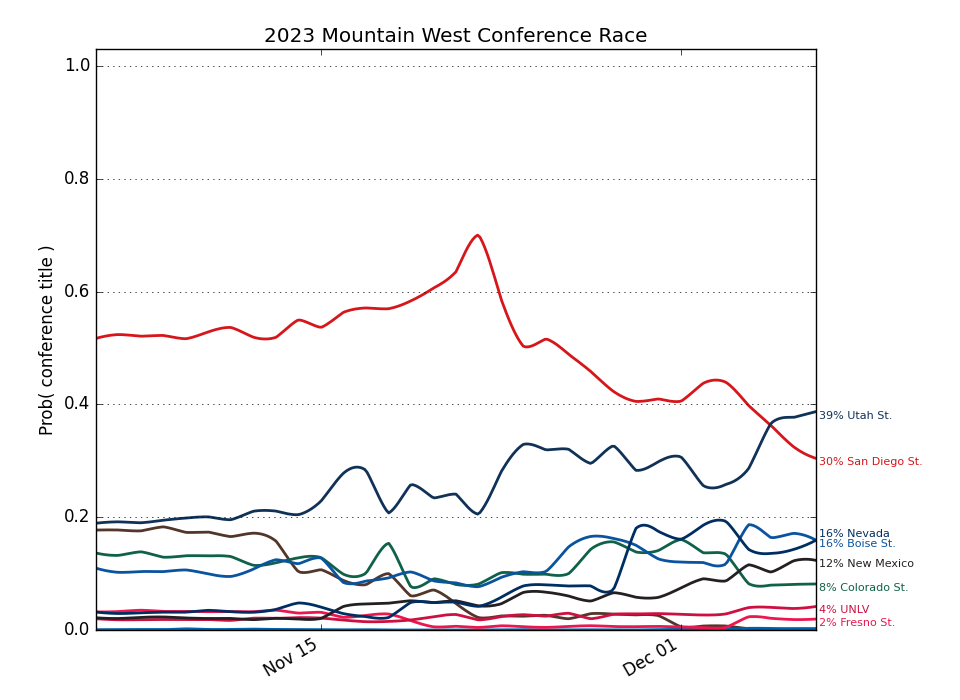 2023 Mountain West Conference Race
Prob( conference title )
1.0
0.8
0.6
0.4
0.2
0.0
Nov 15
Dec 01
39% Utah St.
30% San Diego St.
16% Nevada
16% Boise St.
12% New Mexico
8% Colorado St.
4% UNLV
2% Fresno St.